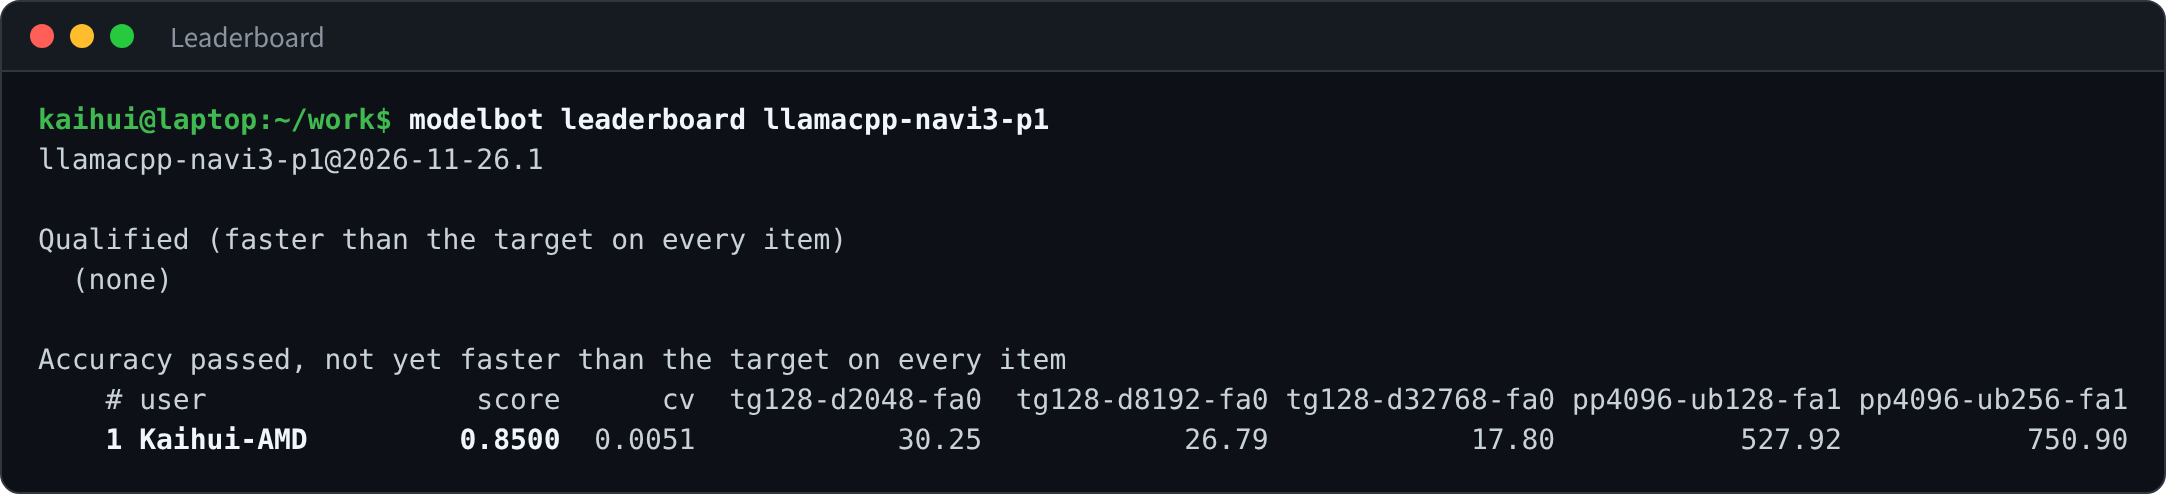 Leaderboard
kaihui@laptop:~/work$ modelbot leaderboard llamacpp-navi3-p1
llamacpp-navi3-p1@2026-11-26.1
Qualified (faster than the target on every item)
(none)
Accuracy passed, not yet faster than the target on every item
# user score cv tg128-d2048-fa0 tg128-d8192-fa0 tg128-d32768-fa0 pp4096-ub128-fa1 pp4096-ub256-fa1
1 Kaihui-AMD 0.8500 0.0051 30.25 26.79 17.80 527.92 750.90